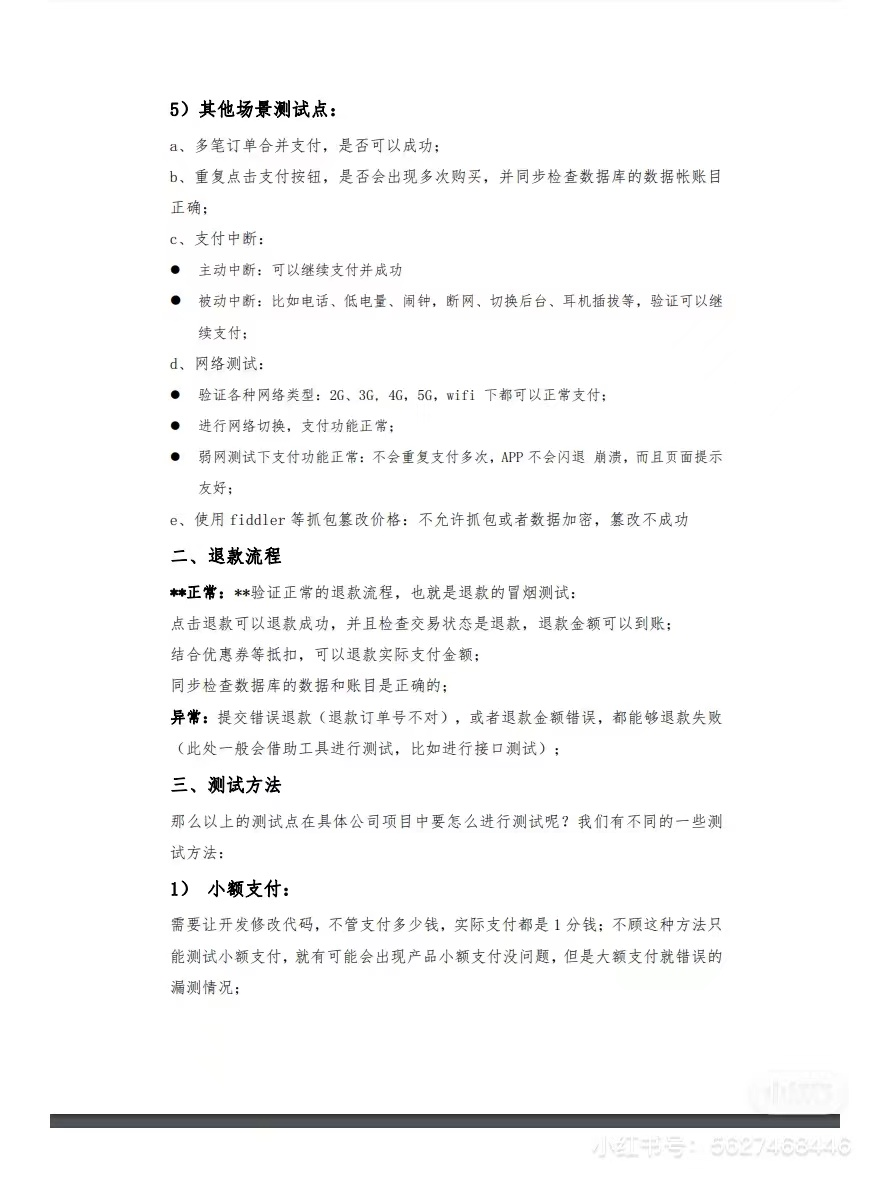 5）其他场景测试点：
a、多笔订单合并支付，是否可以成功；
b、重复点击支付按钮，是否会出现多次购买，并同步检查数据库的数据帐账目
正确；
c、支付中断：
● 主动中断：可以继续支付并成功
● 被动中断：比如电话、低电量、闹钟，断网、切换后台、耳机插拔等，验证可以继
续支付；
d、网络测试：
● 验证各种网络类型：2G、3G，4G，5G，wifi 下都可以正常支付；
● 进行网络切换，支付功能正常；
● 弱网测试下支付功能正常：不会重复支付多次，APP 不会闪退 崩溃，而且页面提示
友好；
e、使用 fiddler 等抓包篡改价格：不允许抓包或者数据加密，篡改不成功
二、退款流程
**正常：**验证正常的退款流程，也就是退款的冒烟测试：
点击退款可以退款成功，并且检查交易状态是退款，退款金额可以到账；
结合优惠券等抵扣，可以退款实际支付金额；
同步检查数据库的数据和账目是正确的；
异常：提交错误退款（退款订单号不对），或者退款金额错误，都能够退款失败
（此处一般会借助工具进行测试，比如进行接口测试）；
三、测试方法
那么以上的测试点在具体公司项目中要怎么进行测试呢？我们有不同的一些测
试方法：
1） 小额支付：
需要让开发修改代码，不管支付多少钱，实际支付都是 1 分钱；不顾这种方法只
能测试小额支付，就有可能会出现产品小额支付没问题，但是大额支付就错误的
漏测情况；
小红书
小红书号：5627468446